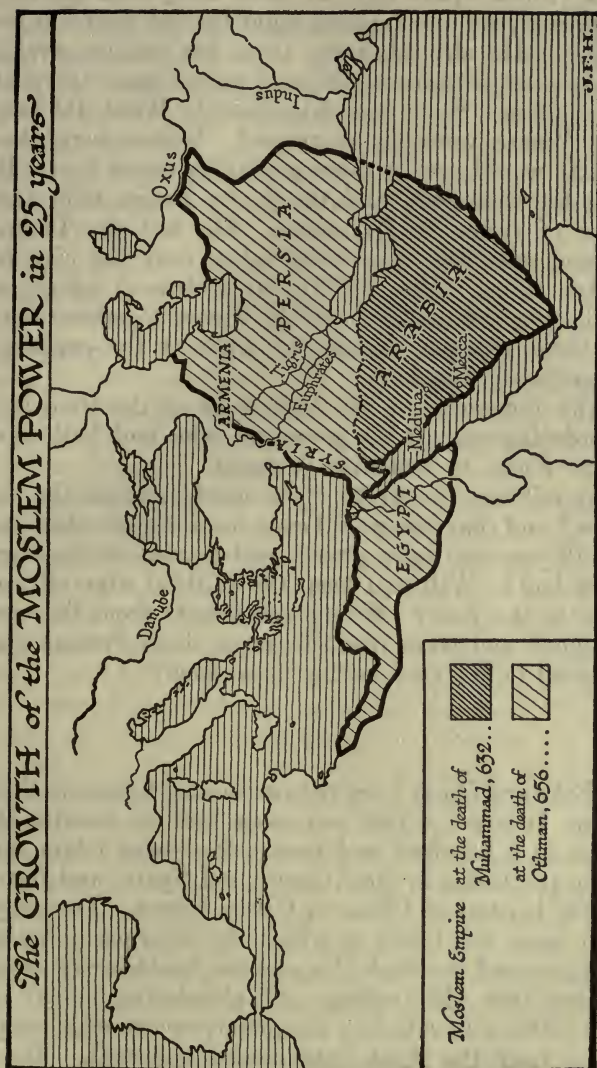 The GROWTH of the MOSLEM POWER in 25 years
Oxus
Indus
Danube
ARMENIA
PERSIA
Tigris
Euphrates
SYRIA
ARABIA
Medina
Mecca
EGYPT
Moslem Empire at the death of
Muhammad, 632..
at the death of
Othman, 656....
J.F.H.